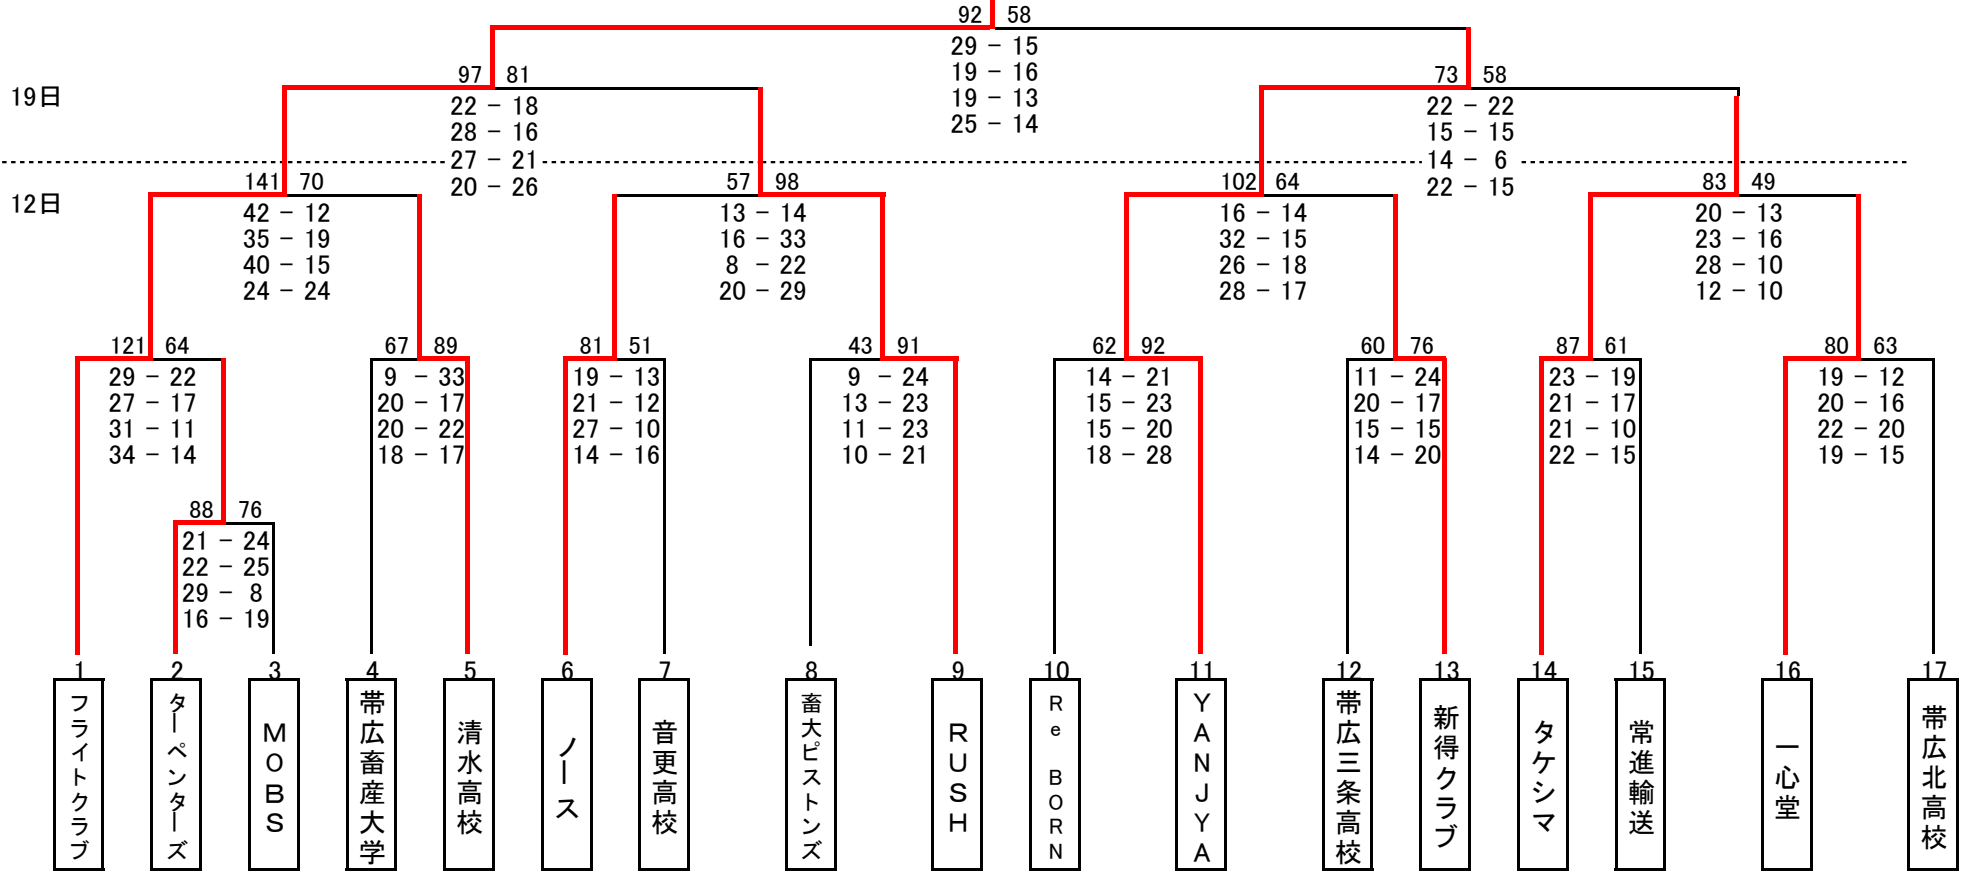 92 58
29 － 15
19 － 16
19 － 13
25 － 14
97 81
22 － 18
28 － 16
27 － 21
20 － 26
73 58
22 － 22
15 － 15
14 － 6
22 － 15
19日
12日
141 70
42 － 12
35 － 19
40 － 15
24 － 24
57 98
13 － 14
16 － 33
8 － 22
20 － 29
102 64
16 － 14
32 － 15
26 － 18
28 － 17
83 49
20 － 13
23 － 16
28 － 10
12 － 10
121 64
29 － 22
27 － 17
31 － 11
34 － 14
67 89
9 － 33
20 － 17
20 － 22
18 － 17
81 51
19 － 13
21 － 12
27 － 10
14 － 16
43 91
9 － 24
13 － 23
11 － 23
10 － 21
62 92
14 － 21
15 － 23
15 － 20
18 － 28
60 76
11 － 24
20 － 17
15 － 15
14 － 20
87 61
23 － 19
21 － 17
21 － 10
22 － 15
80 63
19 － 12
20 － 16
22 － 20
19 － 15
88 76
21 － 24
22 － 25
29 － 8
16 － 19
1
フライトクラブ
2
ターペンターズ
3
ＭＯＢＳ
4
帯広畜産大学
5
清水高校
6
ノース
7
音更高校
8
畜大ピストンズ
9
ＲＵＳＨ
10
Ｒｅ ＢＯＲＮ
11
ＹＡＮＪＹＡ
12
帯広三条高校
13
新得クラブ
14
タケシマ
15
常進輸送
16
一心堂
17
帯広北高校